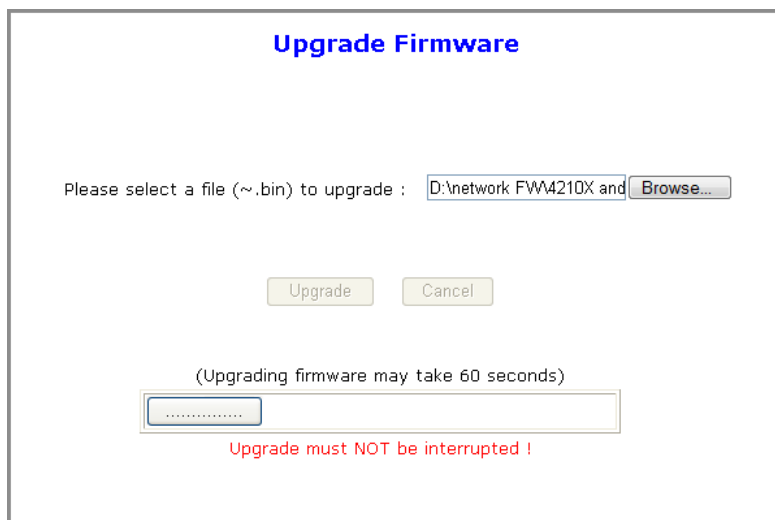 Upgrade Firmware
Please select a file (~.bin) to upgrade : D:\network FW\4210X and Browse...
Upgrade Cancel
(Upgrading firmware may take 60 seconds)
...............
Upgrade must NOT be interrupted !